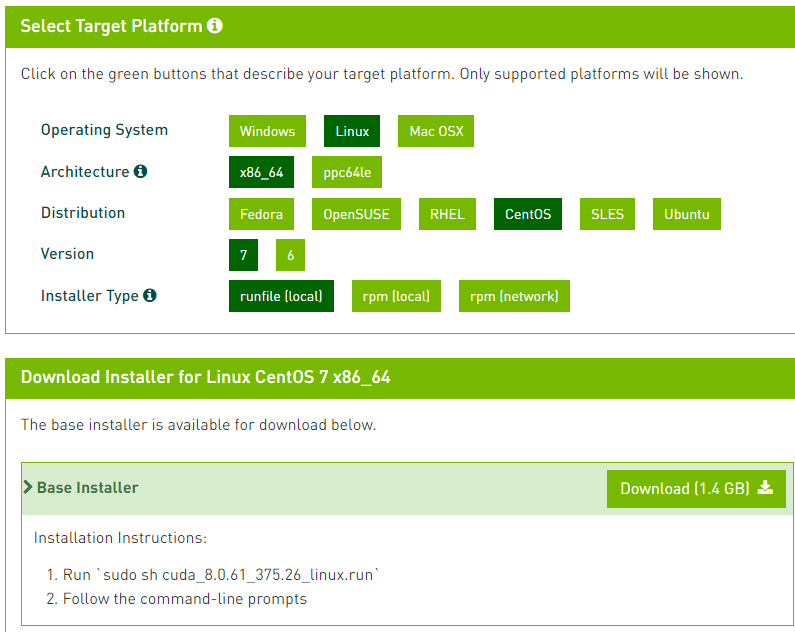 Select Target Platform
Click on the green buttons that describe your target platform. Only supported platforms will be shown.
Operating System Windows Linux Mac OSX
Architecture x86_64 ppc64le
Distribution Fedora OpenSUSE RHEL CentOS SLES Ubuntu
Version 7 6
Installer Type runfile (local) rpm (local) rpm (network)
Download Installer for Linux CentOS 7 x86_64
The base installer is available for download below.
Base Installer Download (1.4 GB)
Installation Instructions:
1. Run `sudo sh cuda_8.0.61_375.26_linux.run`
2. Follow the command-line prompts